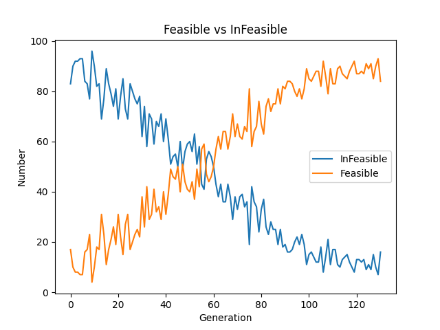 Feasible vs InFeasible
100
80
60
40
20
0
Number
InFeasible
Feasible
0 20 40 60 80 100 120
Generation